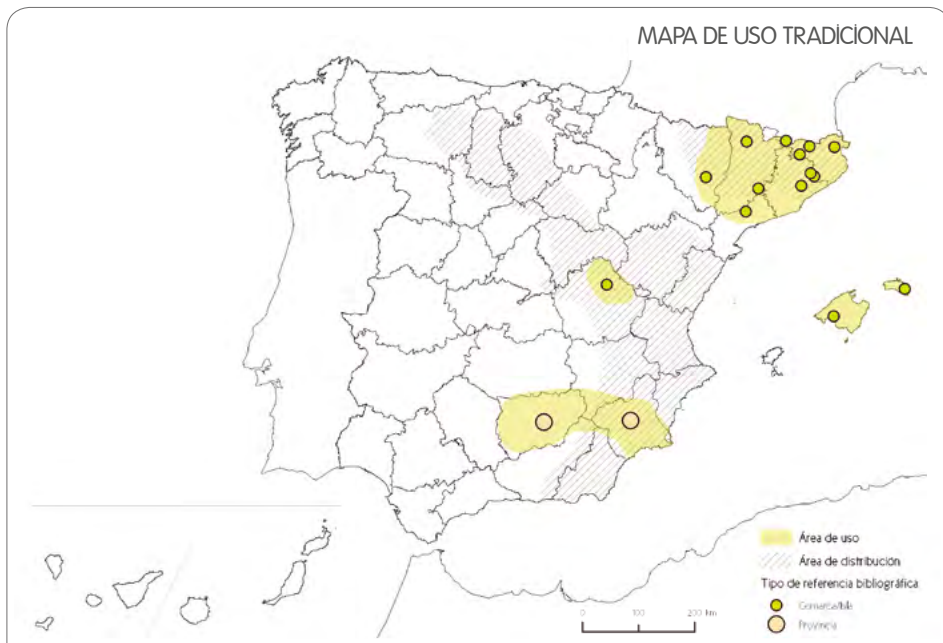 MAPA DE USO TRADICIONAL
Área de uso
Área de distribución
Tipo de referencia bibliográfica
Comarca/Isla
Provincia
0 100 200 km